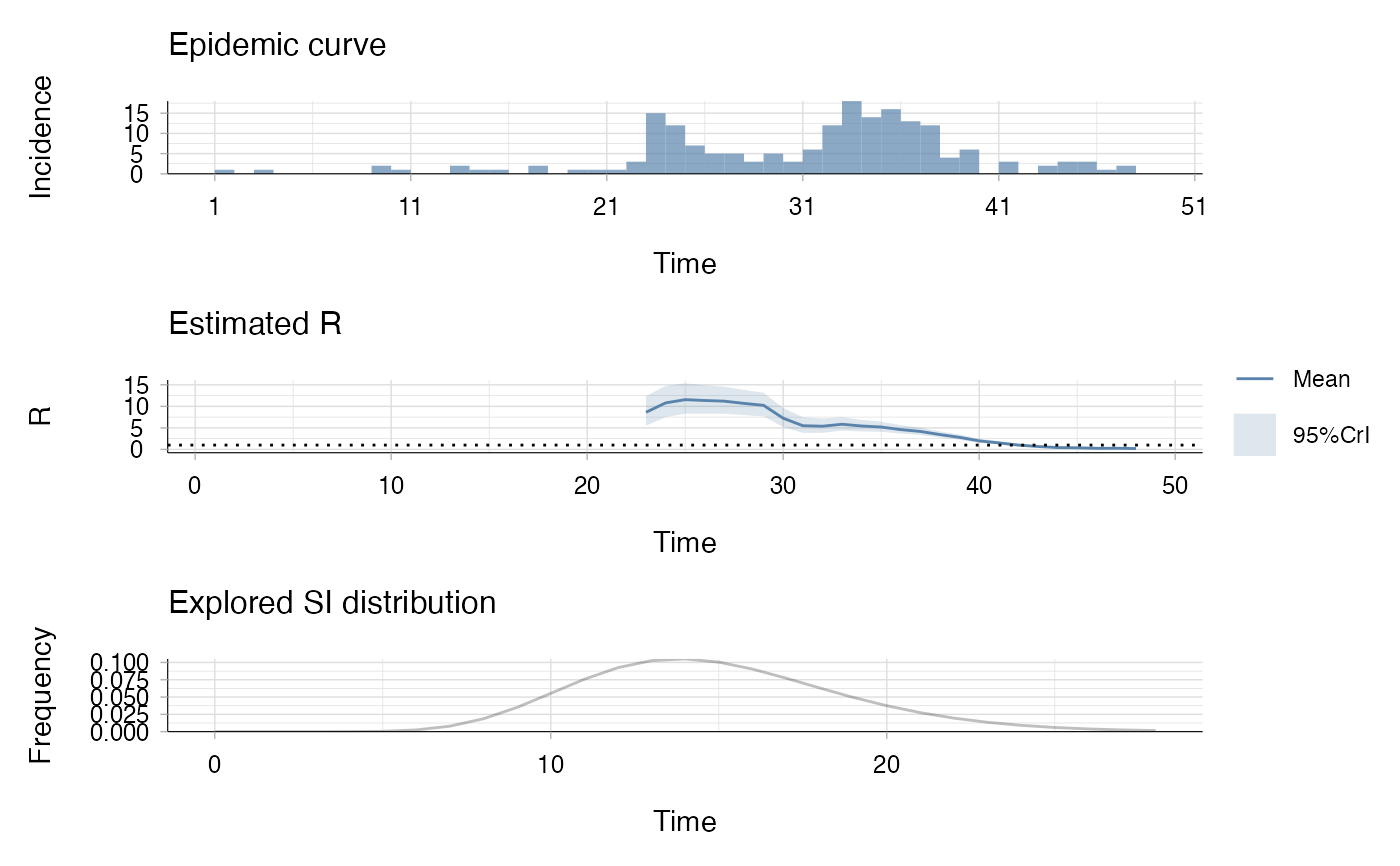 Epidemic curve
Incidence
15
10
5
0
1 11 21 31 41 51
Time
Estimated R
R
15
10
5
0
0 10 20 30 40 50
Time
Mean
95%CrI
Explored SI distribution
Frequency
0.100
0.075
0.050
0.025
0.000
0 10 20
Time